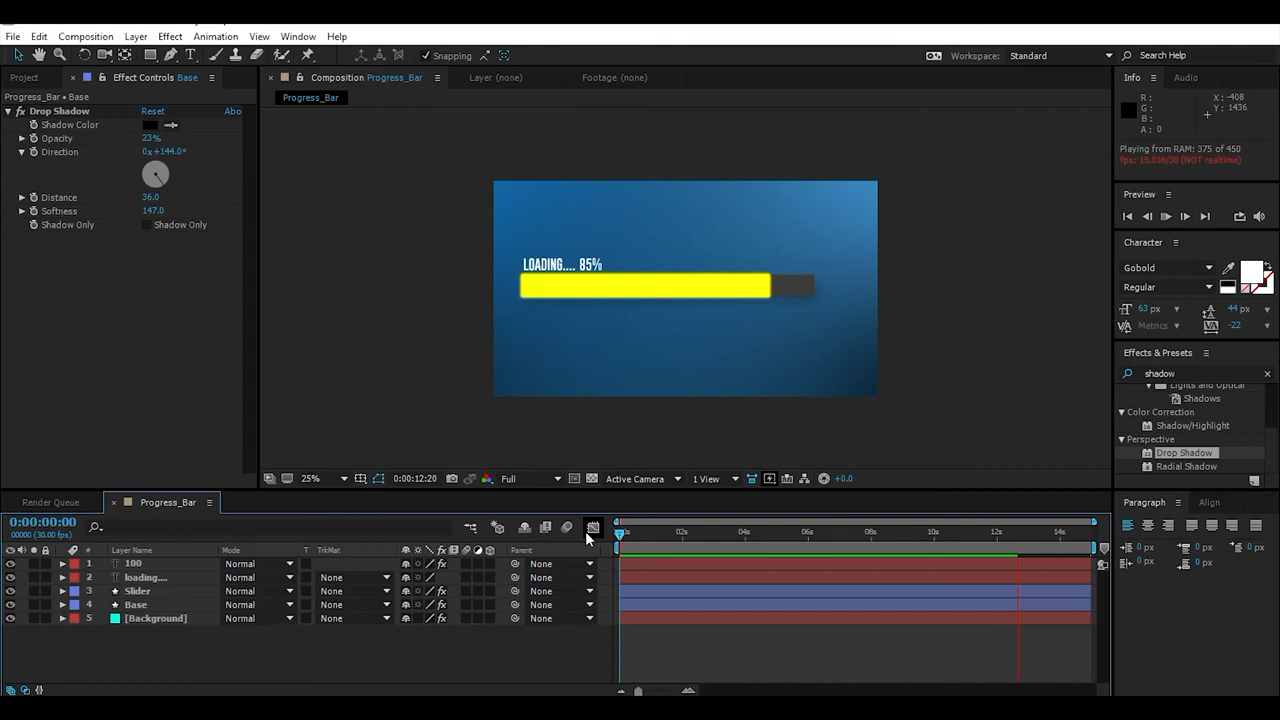 File Edit Composition Layer Effect Animation View Window Help
Snapping Workspace: Standard Search Help
Project Effect Controls Base
Progress_Bar • Base
Drop Shadow Reset Abo
Shadow Color
Opacity 23%
Direction 0x+144.0°
Distance 36.0
Softness 147.0
Shadow Only Shadow Only
Composition Progress_Bar Layer (none) Footage (none)
Progress_Bar
LOADING.... 85%
25% 0:00:12:20 Full Active Camera 1 View +0.0
Info Audio
R: X: -408
G: Y: 1436
B:
A: 0
Playing from RAM: 375 of 450
fps: 15.036/30 (NOT realtime)
Preview
Character
Gobold
Regular
63 px 44 px
Metrics -22
Effects & Presets
shadow
Lights and Optical
Shadows
Color Correction
Shadow/Highlight
Perspective
Drop Shadow
Radial Shadow
Render Queue Progress_Bar
0:00:00:00
00000 (30.00 fps)
02s 04s 06s 08s 10s 12s 14s
# Layer Name Mode T TrkMat Parent
1 100 Normal None
2 loading.... Normal None None
3 Slider Normal None None
4 Base Normal None None
5 [Background] Normal None None
Paragraph Align
0 px 0 px 0 px
0 px 0 px